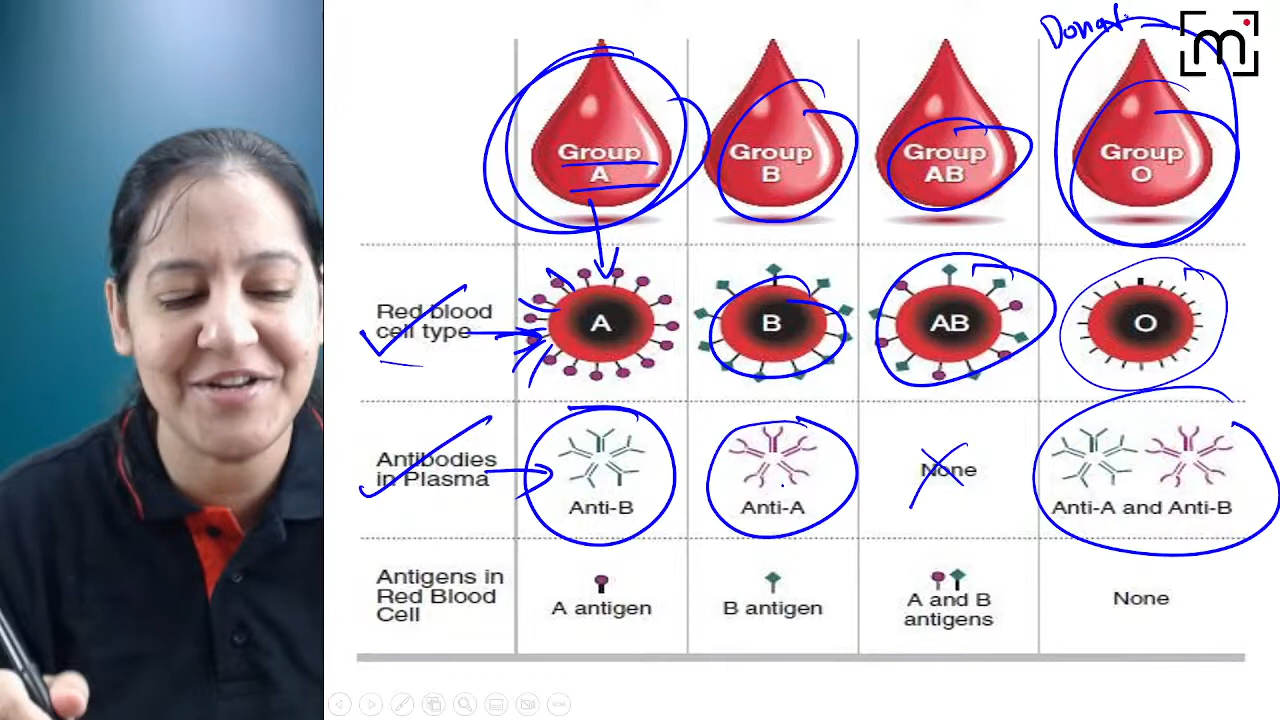 Donat
m
Group Group Group Group
A B AB O
Red blood
cell type
A B AB O
Antibodies
in Plasma
None
Anti-B Anti-A Anti-A and Anti-B
Antigens in
Red Blood
Cell
A antigen B antigen A and B
antigens None